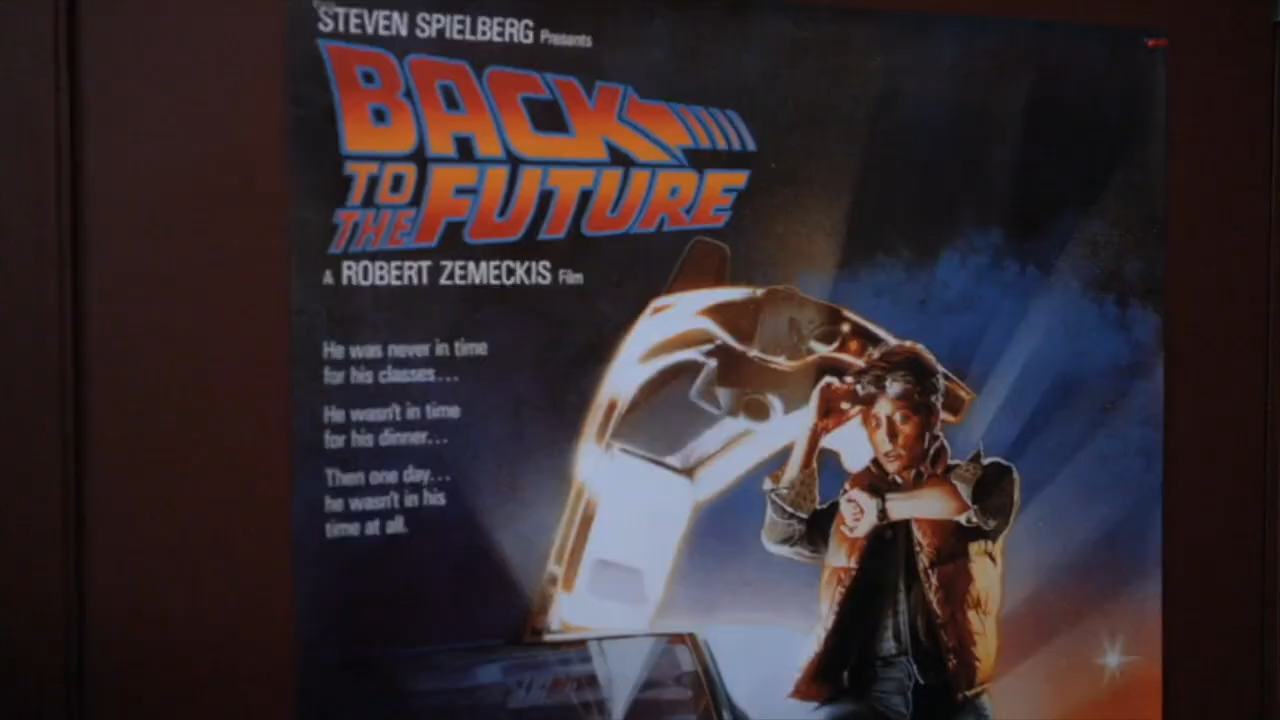 STEVEN SPIELBERG Presents
BACK
TO
THE FUTURE
A ROBERT ZEMECKIS Film
He was never in time
for his classes...
He wasn't in time
for his dinner...
Then one day...
he wasn't in his
time at all.